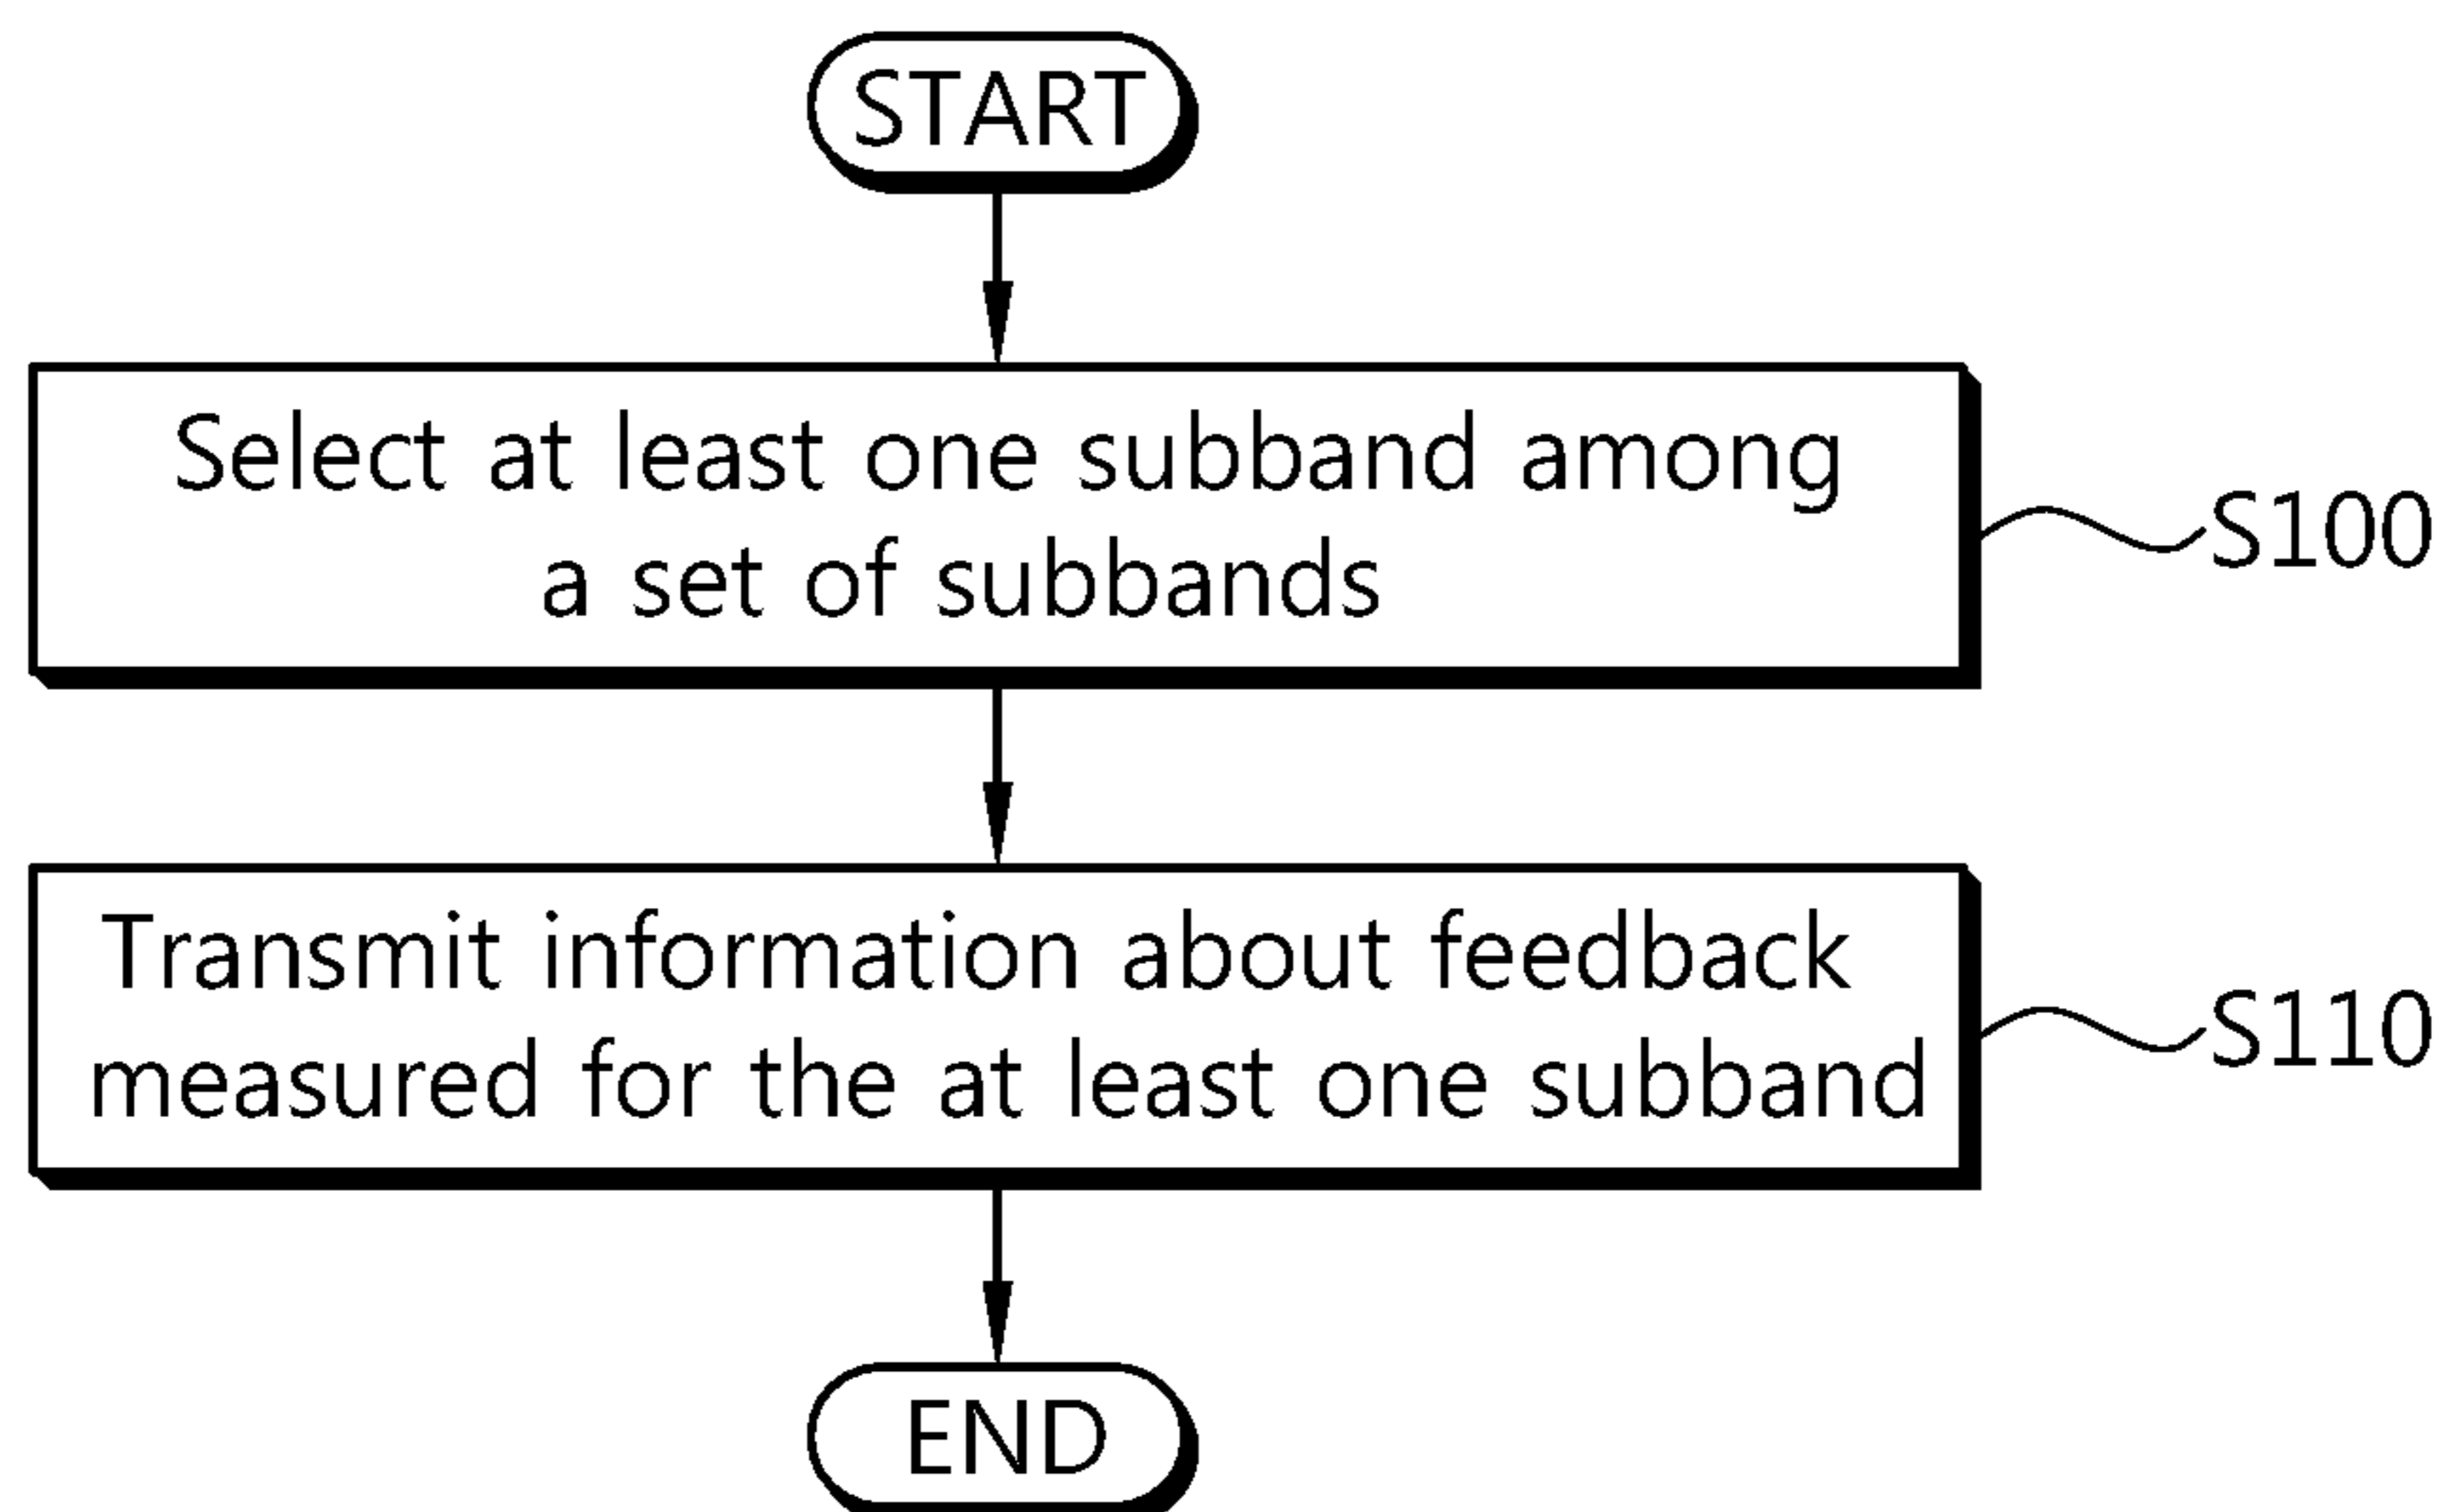 START
Select at least one subband among
a set of subbands
S100
Transmit information about feedback
measured for the at least one subband
S110
END